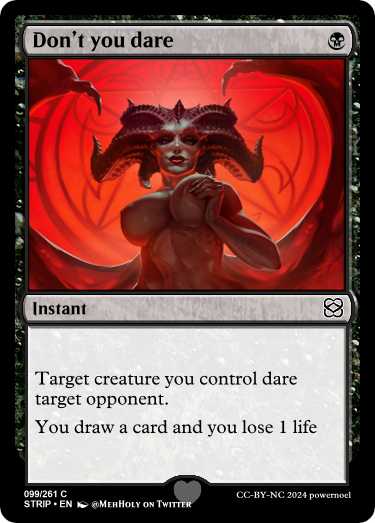 Don't you dare
Instant
Target creature you control dare
target opponent.
You draw a card and you lose 1 life
099/261 C
STRIP • EN @MehHoly on Twitter
CC-BY-NC 2024 powernoel